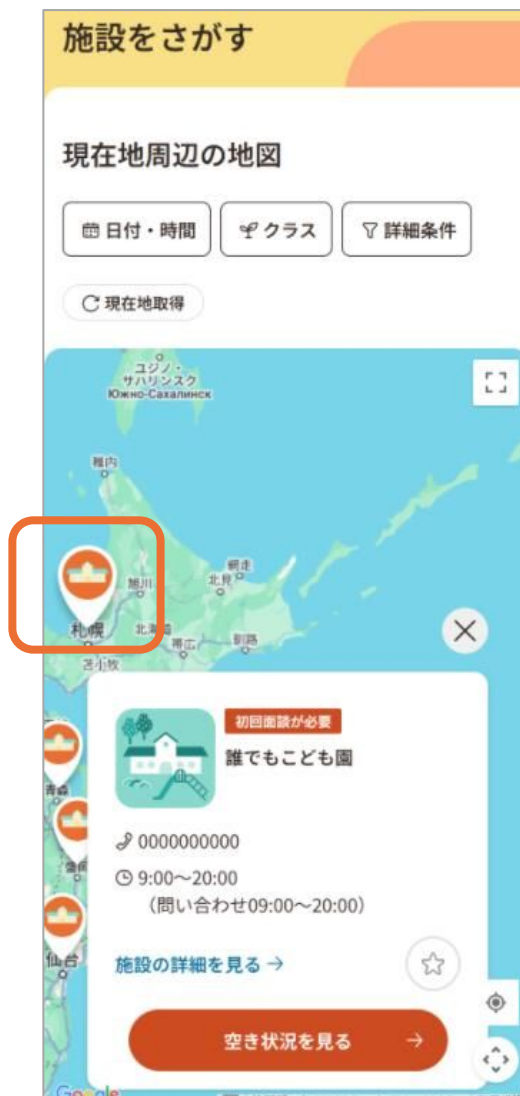 施設をさがす
現在地周辺の地図
日付・時間
クラス
詳細条件
現在地取得
ユジノ・
サハリンスク
Южно-Сахалинск
稚内
旭川
網走
北見
札幌
帯広
釧路
苫小牧
初回面談が必要
誰でもこども園
青森
0000000000
9:00～20:00
（問い合わせ09:00～20:00）
仙台
施設の詳細を見る →
空き状況を見る →
Google